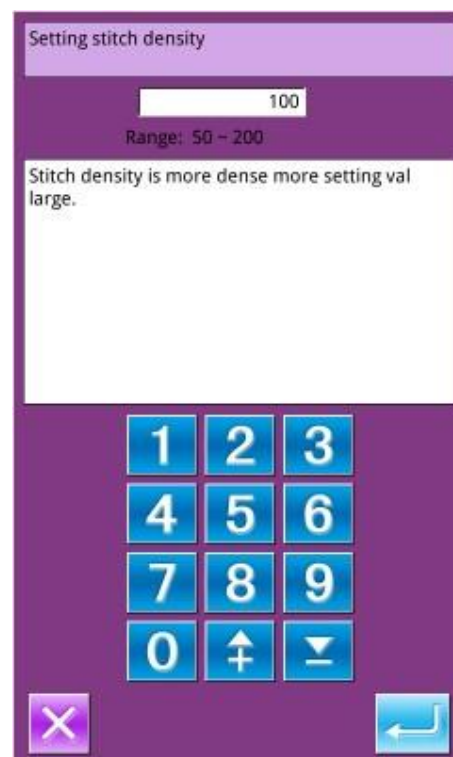 Setting stitch density
100
Range: 50 ~ 200
Stitch density is more dense more setting val
large.
1 2 3
4 5 6
7 8 9
0